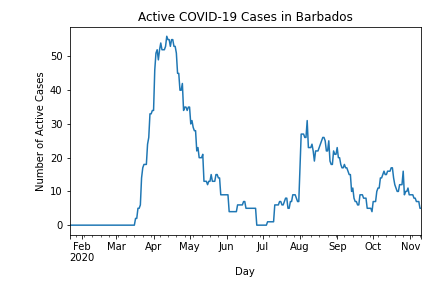 Active COVID-19 Cases in Barbados
Number of Active Cases
50
40
30
20
10
0
Feb Mar Apr May Jun Jul Aug Sep Oct Nov
2020
Day